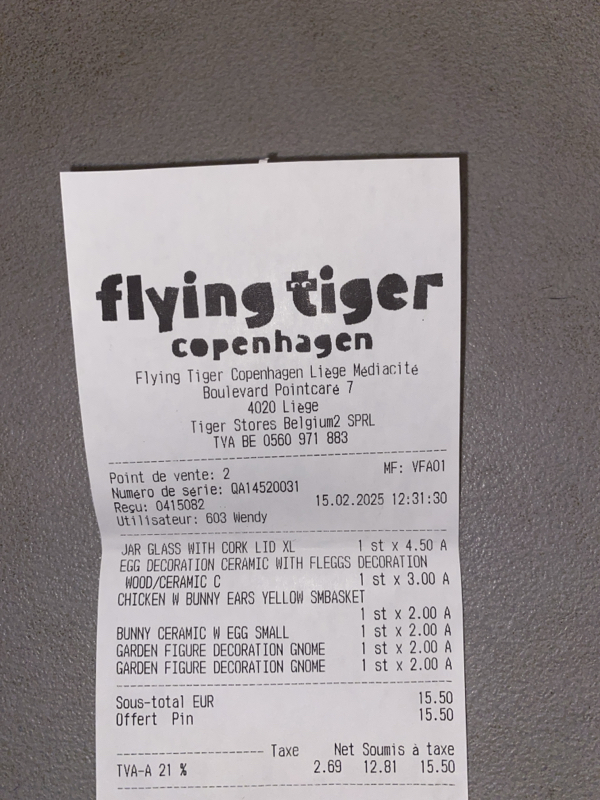 flying tiger
copenhagen
Flying Tiger Copenhagen Liège Médiacité
Boulevard Pointcaré 7
4020 Liège
Tiger Stores Belgium2 SPRL
TVA BE 0560 971 883
Point de vente: 2 MF: VFA01
Numéro de série: QA14520031
Reçu: 0415082 15.02.2025 12:31:30
Utilisateur: 603 Wendy
JAR GLASS WITH CORK LID XL 1 st x 4.50 A
EGG DECORATION CERAMIC WITH FLEGGS DECORATION
WOOD/CERAMIC C 1 st x 3.00 A
CHICKEN W BUNNY EARS YELLOW SMBASKET
1 st x 2.00 A
BUNNY CERAMIC W EGG SMALL 1 st x 2.00 A
GARDEN FIGURE DECORATION GNOME 1 st x 2.00 A
GARDEN FIGURE DECORATION GNOME 1 st x 2.00 A
Sous-total EUR 15.50
Offert Pin 15.50
Taxe Net Soumis à taxe
TVA-A 21 % 2.69 12.81 15.50